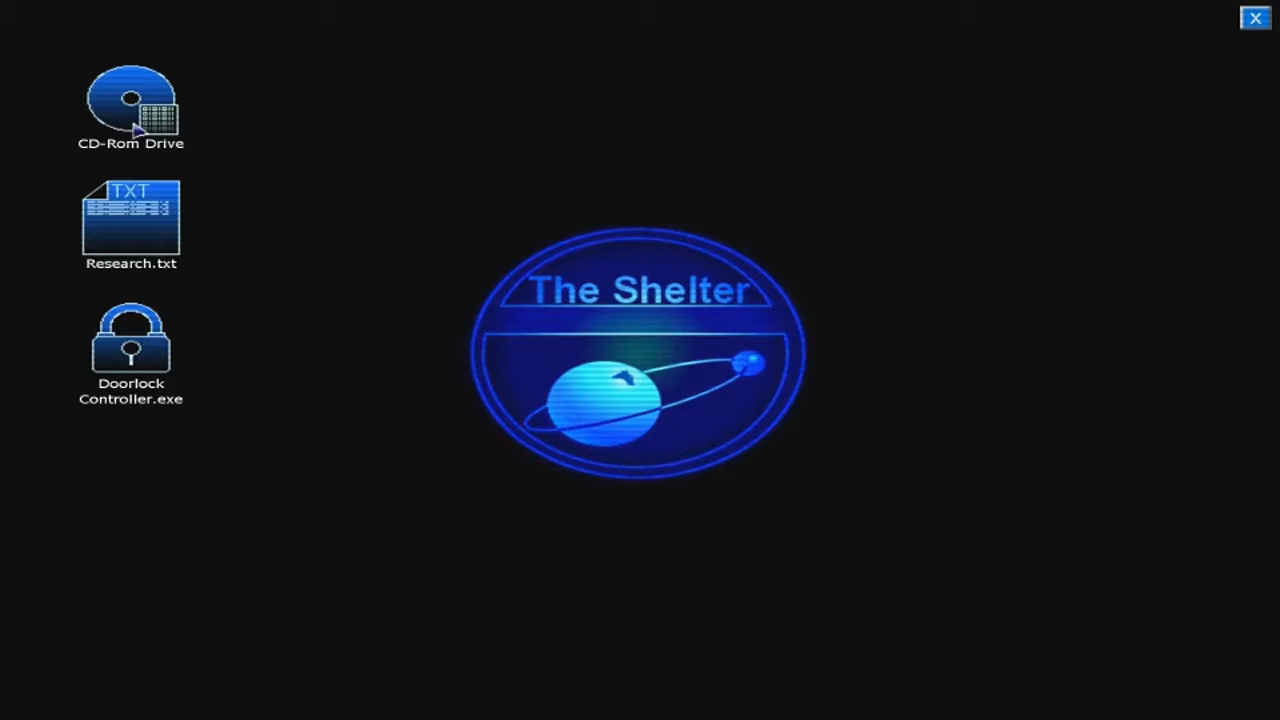 X
CD-Rom Drive
TXT
Research.txt
Doorlock
Controller.exe
The Shelter